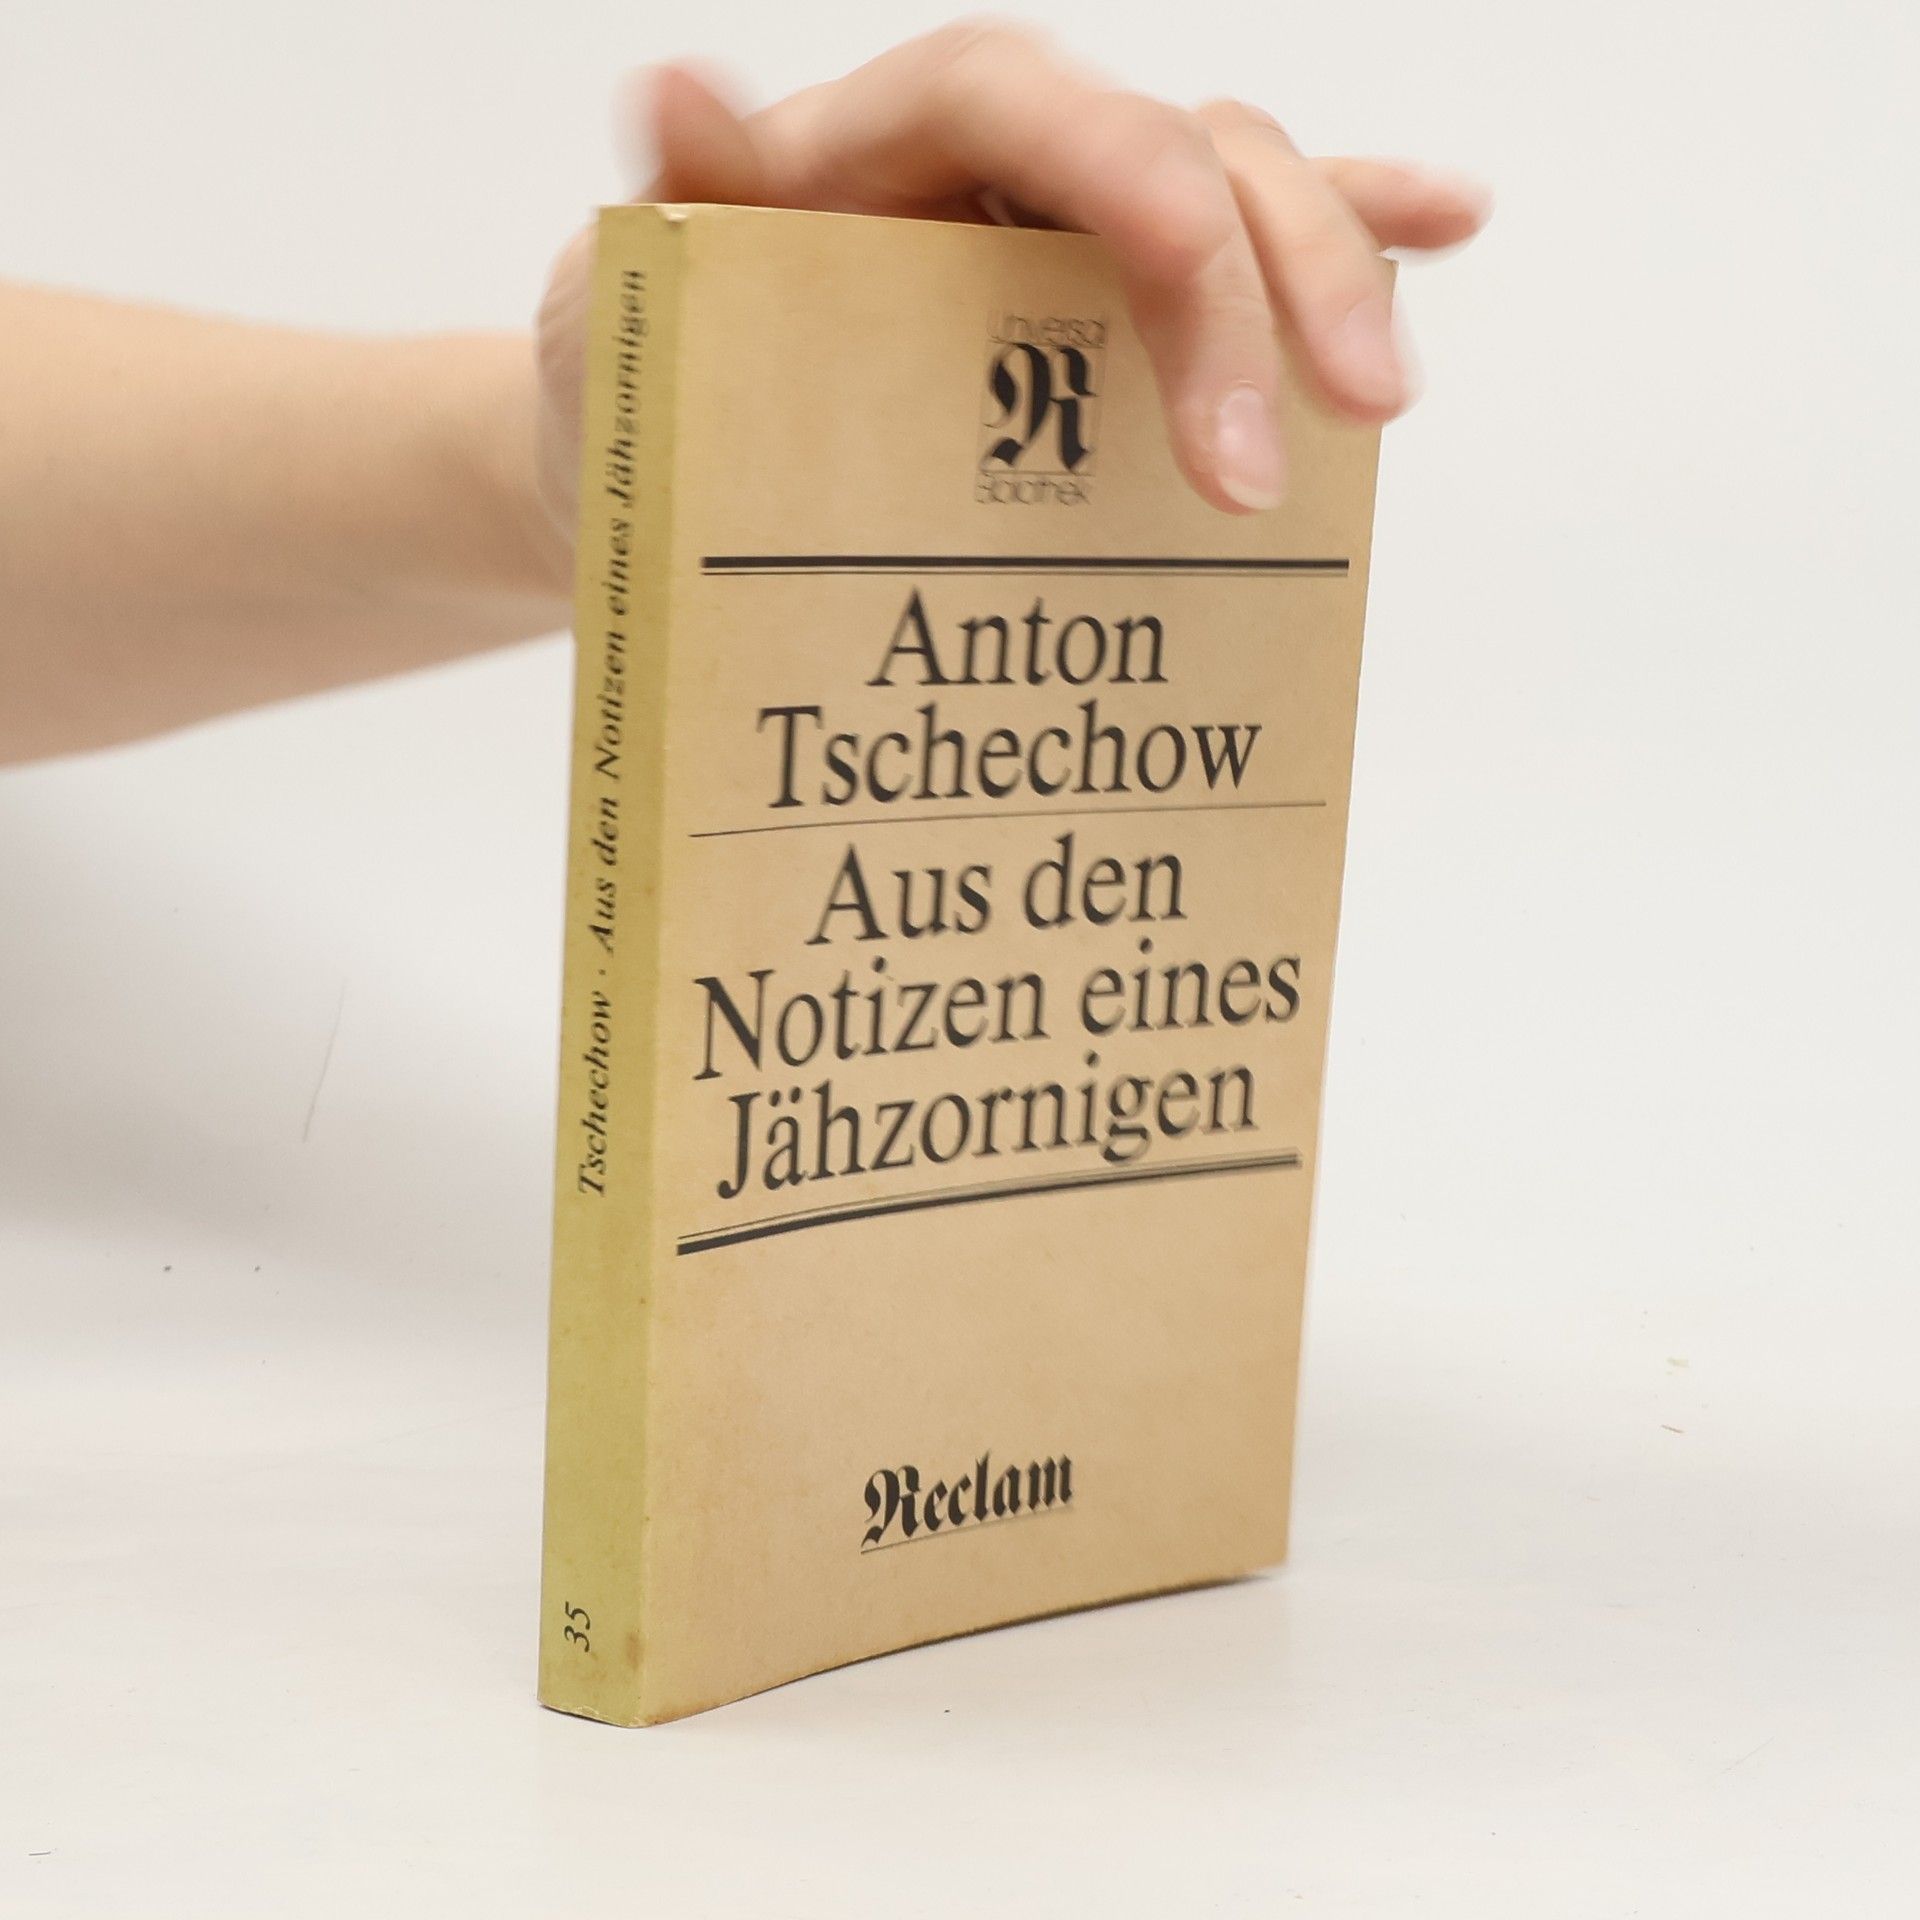 Universal
R
Bibliothek
Anton
Tschechow
Aus den
Notizen eines
Jähzornigen
Reclam
Tschechow · Aus den Notizen eines Jähzornigen
35